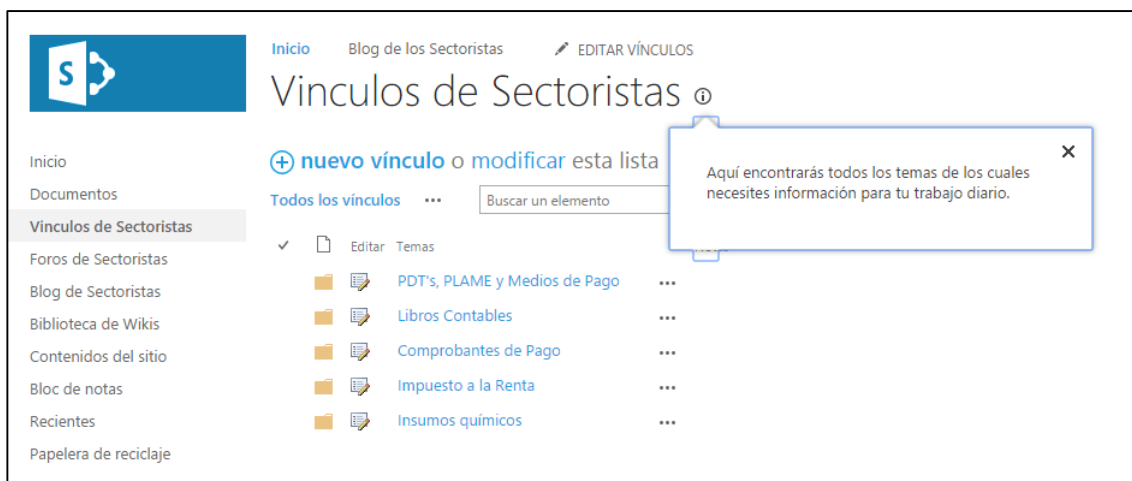 S
Inicio Blog de los Sectoristas EDITAR VÍNCULOS
Vinculos de Sectoristas
Aquí encontrarás todos los temas de los cuales
necesites información para tu trabajo diario.
Inicio
Documentos
Vinculos de Sectoristas
Foros de Sectoristas
Blog de Sectoristas
Biblioteca de Wikis
Contenidos del sitio
Bloc de notas
Recientes
Papelera de reciclaje
nuevo vínculo o modificar esta lista
Todos los vínculos ... Buscar un elemento
Editar Temas
PDT's, PLAME y Medios de Pago ...
Libros Contables ...
Comprobantes de Pago ...
Impuesto a la Renta ...
Insumos químicos ...